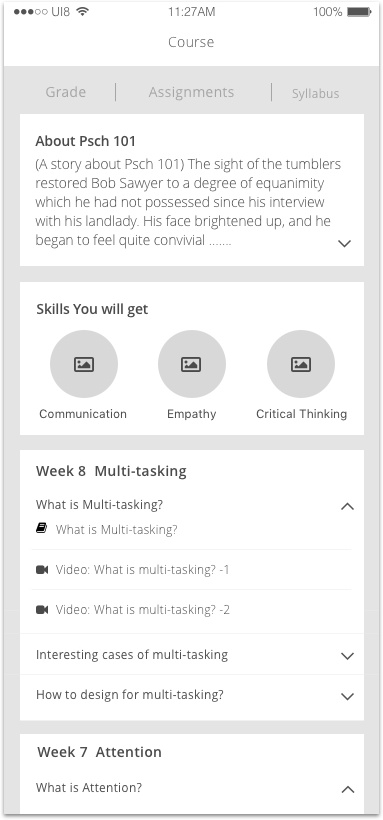 UI8 11:27AM 100%
Course
Grade Assignments Syllabus
About Psch 101
(A story about Psch 101) The sight of the tumblers
restored Bob Sawyer to a degree of equanimity
which he had not possessed since his interview
with his landlady. His face brightened up, and he
began to feel quite convivial .......
Skills You will get
Communication Empathy Critical Thinking
Week 8 Multi-tasking
What is Multi-tasking?
What is Multi-tasking?
Video: What is multi-tasking? -1
Video: What is multi-tasking? -2
Interesting cases of multi-tasking
How to design for multi-tasking?
Week 7 Attention
What is Attention?